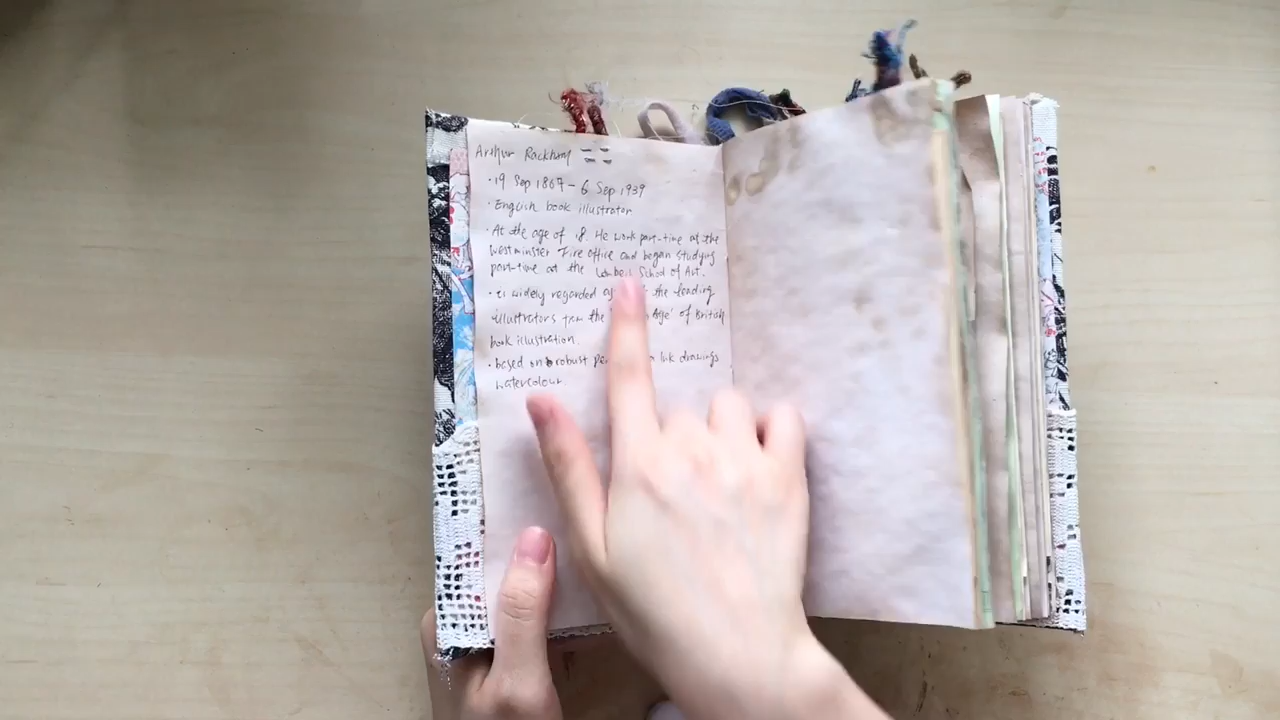 Arthur Rackham
· 19 Sep 1867 - 6 Sep 1939
· English book illustrator
· At the age of 18. He work part-time at the
Westminster Fire Office and began studying
part-time at the School of Art.
· is widely regarded as the leading
illustrators from the Age' of British
book illustration.
· based on robust ink drawings
watercolour.